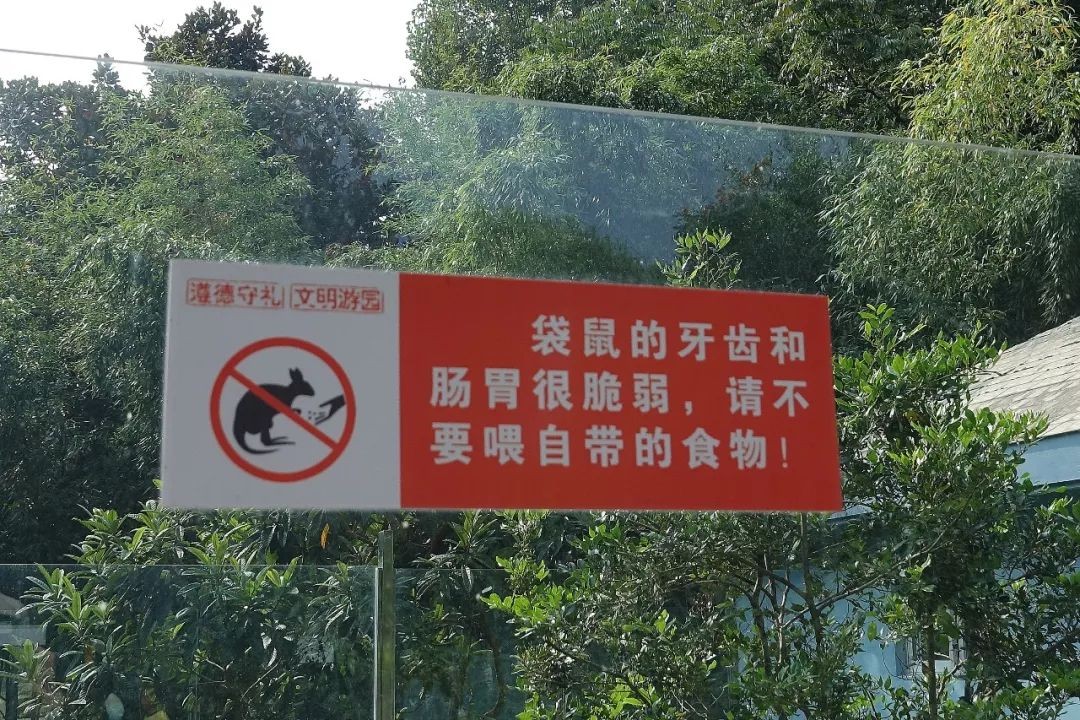 遵德守礼 文明游园
袋鼠的牙齿和
肠胃很脆弱，请不
要喂自带的食物！